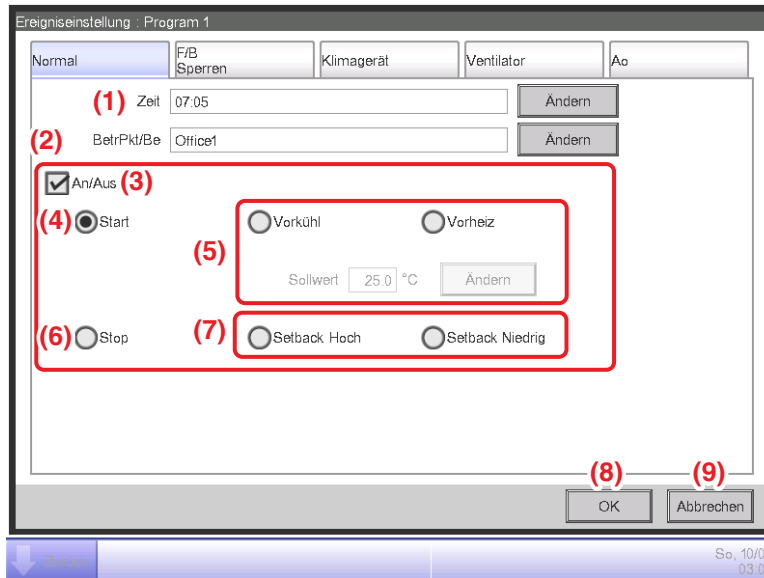 Ereigniseinstellung : Program 1
Normal
F/B
Sperren
Klimagerät
Ventilator
Ao
(1) Zeit 07:05 Ändern
(2) BetrPkt/Be Office1 Ändern
An/Aus (3)
(4) Start Vorkühl Vorheiz
(5)
Sollwert 25.0 °C Ändern
(6) Stop (7) Setback Hoch Setback Niedrig
(8) (9)
OK Abbrechen
So, 10/0
03:0